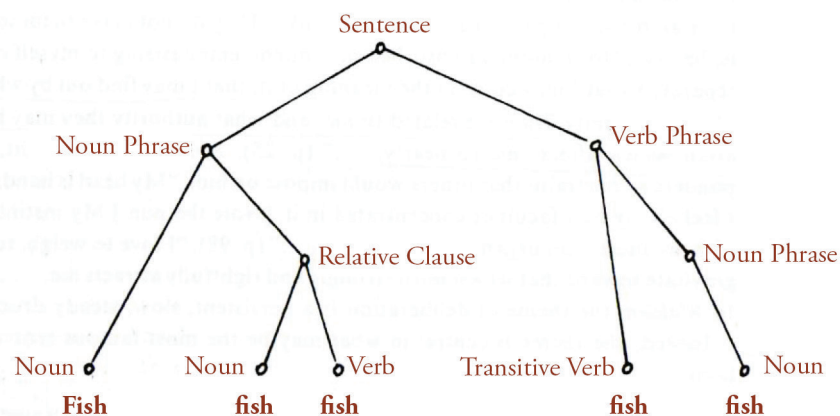 Sentence
Noun Phrase
Verb Phrase
Relative Clause
Noun Phrase
Noun Noun Verb Transitive Verb Noun
Fish fish fish fish fish